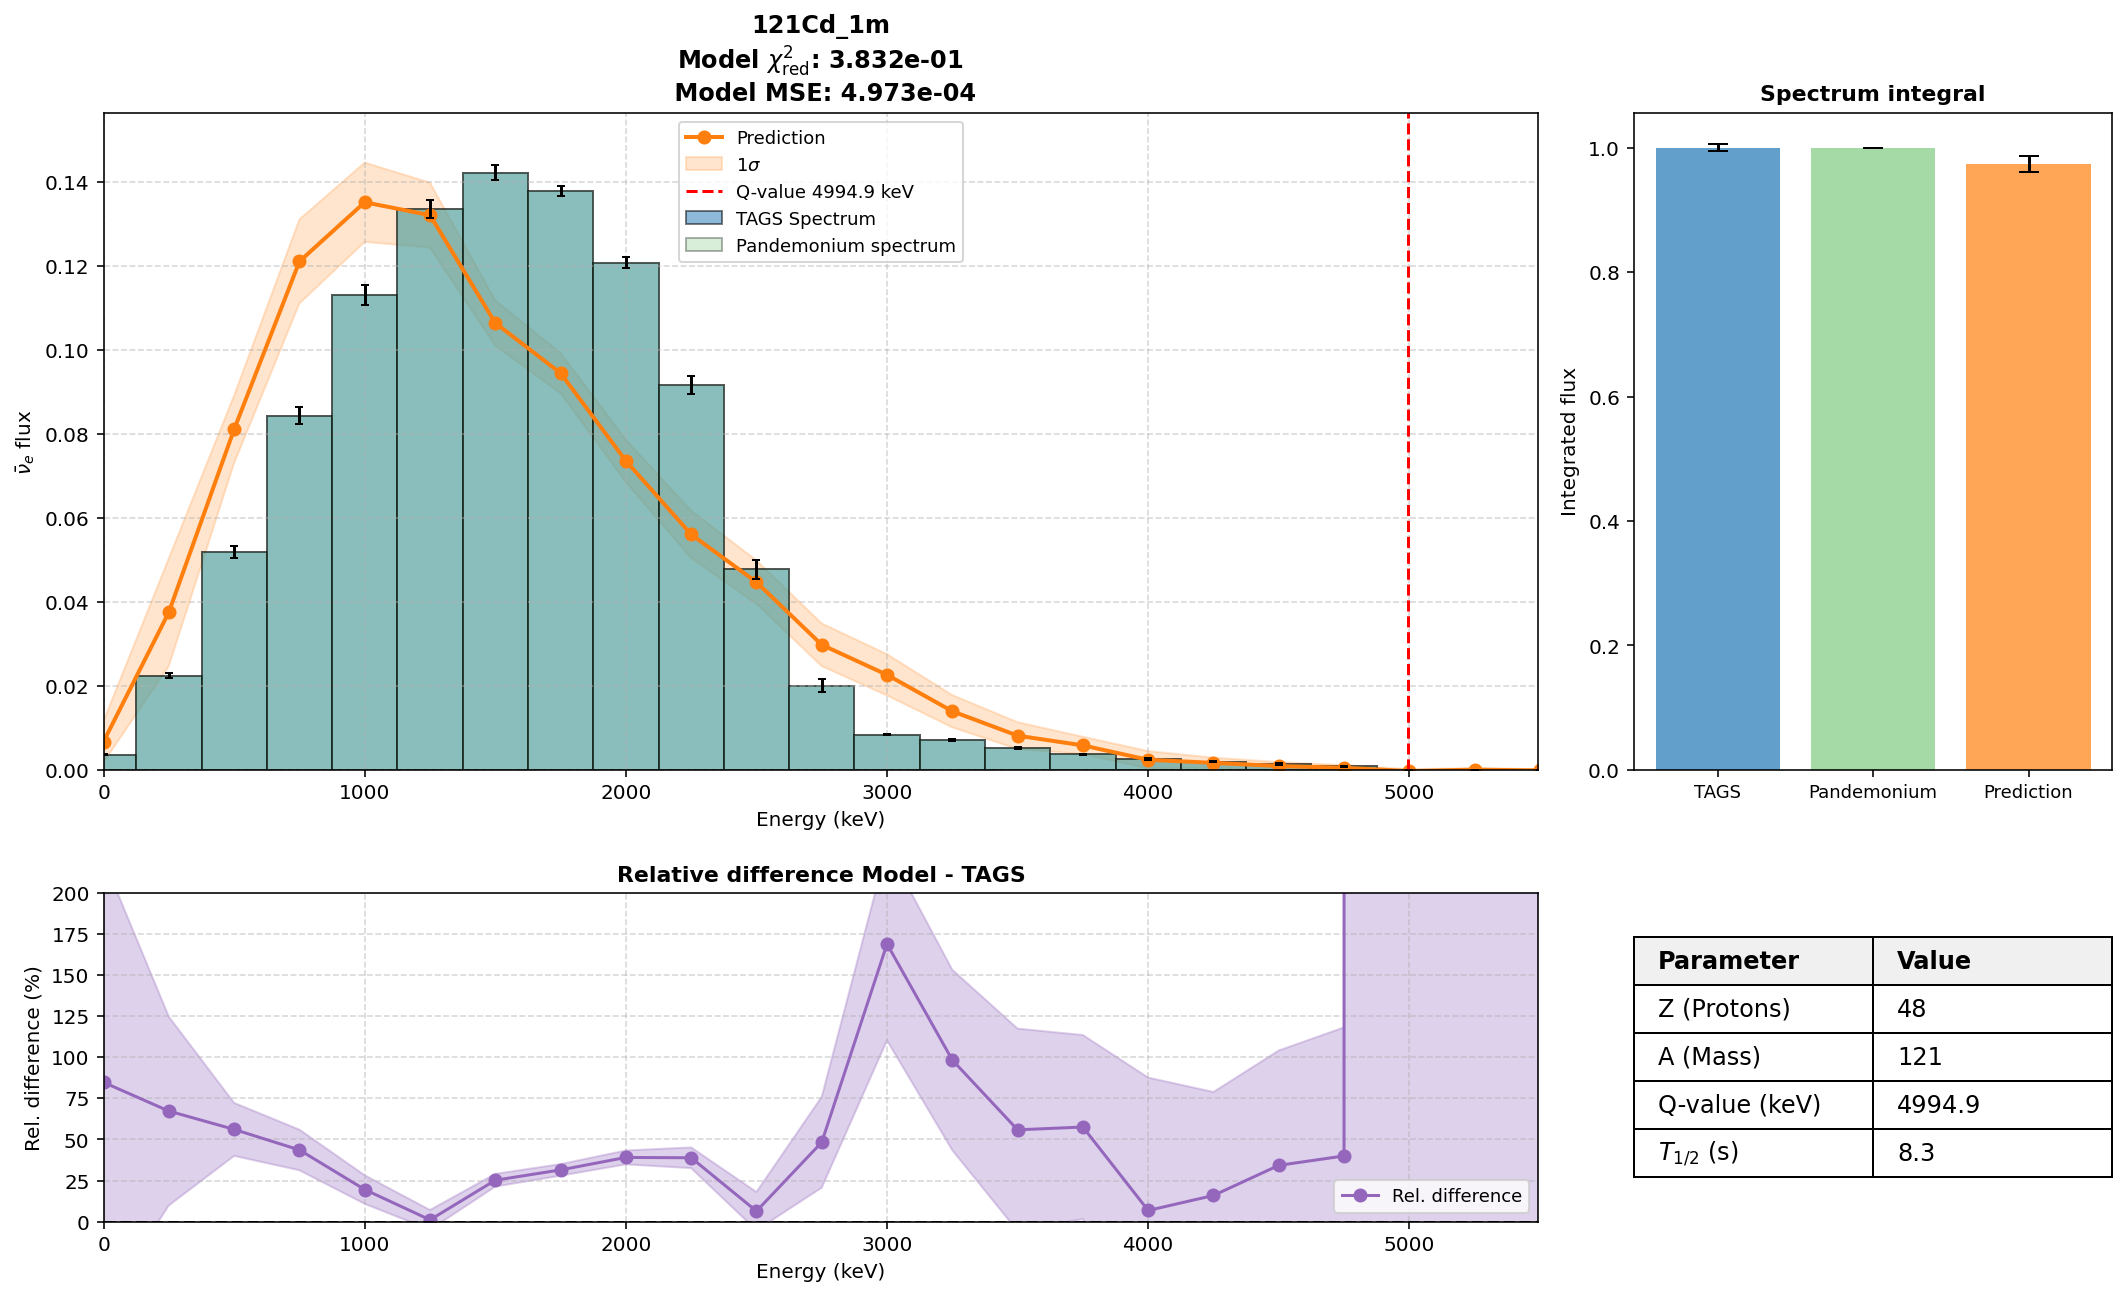 121Cd_1m
Model χ²red: 3.832e-01
Model MSE: 4.973e-04
Prediction
1σ
Q-value 4994.9 keV
TAGS Spectrum
Pandemonium spectrum
ν̄e flux
0.14
0.12
0.10
0.08
0.06
0.04
0.02
0.00
0 1000 2000 3000 4000 5000
Energy (keV)
Spectrum integral
Integrated flux
1.0
0.8
0.6
0.4
0.2
0.0
TAGS Pandemonium Prediction
Relative difference Model - TAGS
Rel. difference (%)
200
175
150
125
100
75
50
25
0
Rel. difference
0 1000 2000 3000 4000 5000
Energy (keV)
Parameter Value
Z (Protons) 48
A (Mass) 121
Q-value (keV) 4994.9
T1/2 (s) 8.3